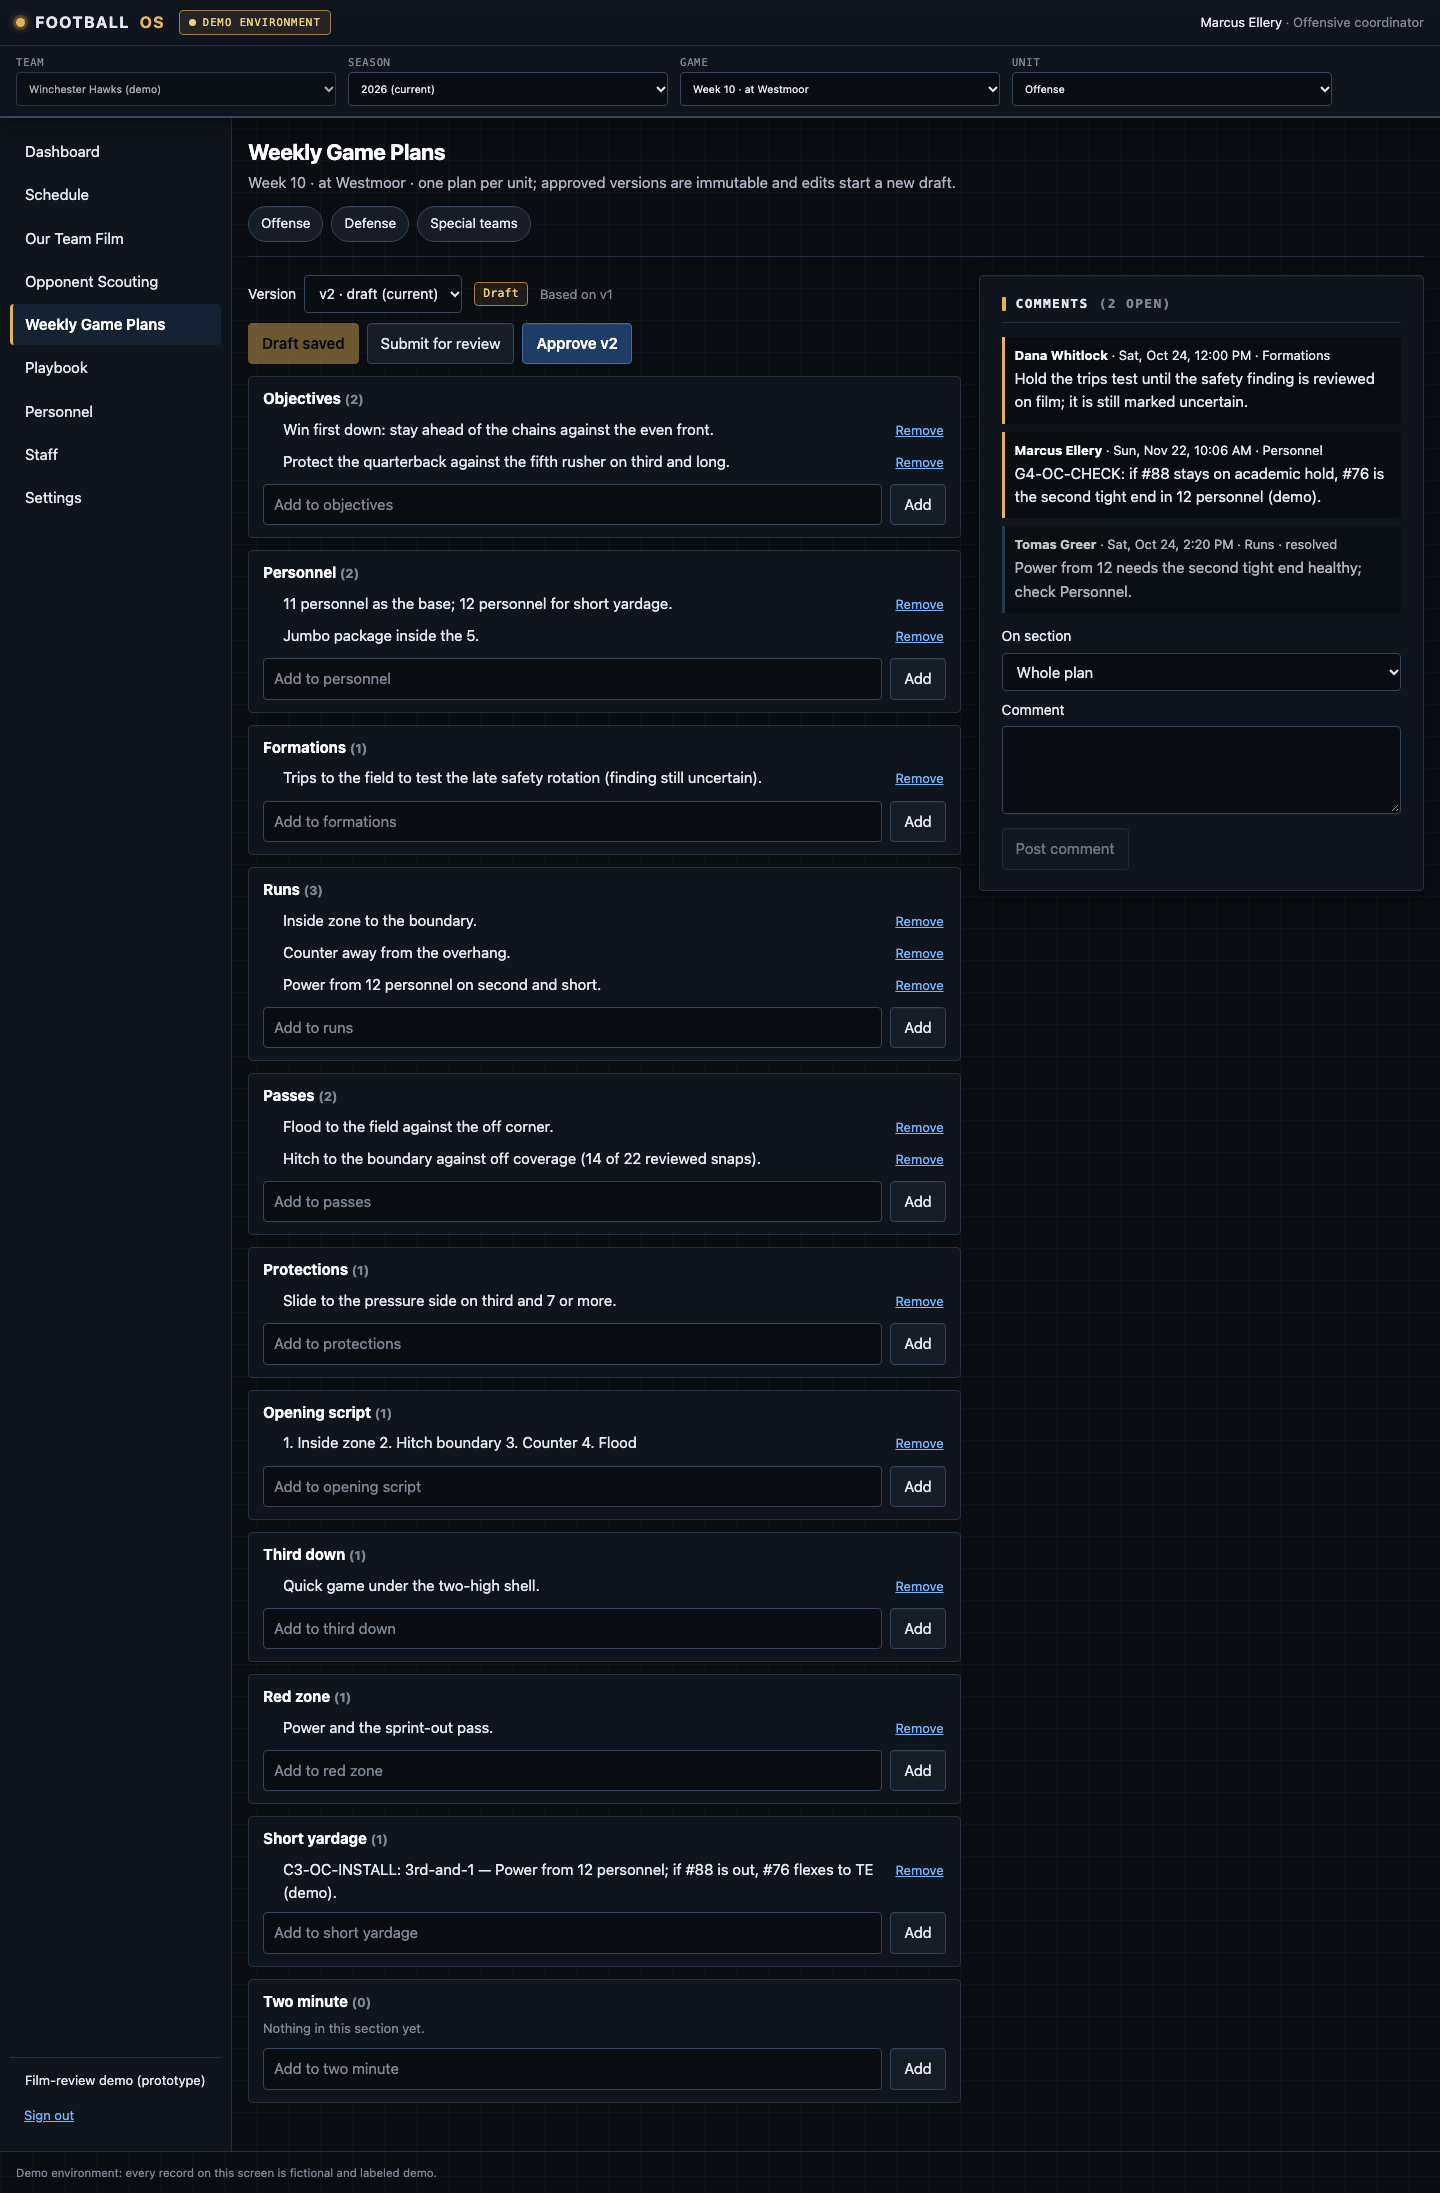 FOOTBALL OS
DEMO ENVIRONMENT
Marcus Ellery · Offensive coordinator
TEAM
Winchester Hawks (demo)
SEASON
2026 (current)
GAME
Week 10 · at Westmoor
UNIT
Offense
Dashboard
Schedule
Our Team Film
Opponent Scouting
Weekly Game Plans
Playbook
Personnel
Staff
Settings
Film-review demo (prototype)
Sign out
Weekly Game Plans
Week 10 · at Westmoor · one plan per unit; approved versions are immutable and edits start a new draft.
Offense
Defense
Special teams
Version
v2 · draft (current)
Draft
Based on v1
Draft saved
Submit for review
Approve v2
Objectives (2)
Win first down: stay ahead of the chains against the even front.
Remove
Protect the quarterback against the fifth rusher on third and long.
Remove
Add to objectives
Add
Personnel (2)
11 personnel as the base; 12 personnel for short yardage.
Remove
Jumbo package inside the 5.
Remove
Add to personnel
Add
Formations (1)
Trips to the field to test the late safety rotation (finding still uncertain).
Remove
Add to formations
Add
Runs (3)
Inside zone to the boundary.
Remove
Counter away from the overhang.
Remove
Power from 12 personnel on second and short.
Remove
Add to runs
Add
Passes (2)
Flood to the field against the off corner.
Remove
Hitch to the boundary against off coverage (14 of 22 reviewed snaps).
Remove
Add to passes
Add
Protections (1)
Slide to the pressure side on third and 7 or more.
Remove
Add to protections
Add
Opening script (1)
1. Inside zone 2. Hitch boundary 3. Counter 4. Flood
Remove
Add to opening script
Add
Third down (1)
Quick game under the two-high shell.
Remove
Add to third down
Add
Red zone (1)
Power and the sprint-out pass.
Remove
Add to red zone
Add
Short yardage (1)
C3-OC-INSTALL: 3rd-and-1 — Power from 12 personnel; if #88 is out, #76 flexes to TE
(demo).
Remove
Add to short yardage
Add
Two minute (0)
Nothing in this section yet.
Add to two minute
Add
COMMENTS (2 OPEN)
Dana Whitlock · Sat, Oct 24, 12:00 PM · Formations
Hold the trips test until the safety finding is reviewed
on film; it is still marked uncertain.
Marcus Ellery · Sun, Nov 22, 10:06 AM · Personnel
G4-OC-CHECK: if #88 stays on academic hold, #76 is
the second tight end in 12 personnel (demo).
Tomas Greer · Sat, Oct 24, 2:20 PM · Runs · resolved
Power from 12 needs the second tight end healthy;
check Personnel.
On section
Whole plan
Comment
Post comment
Demo environment: every record on this screen is fictional and labeled demo.